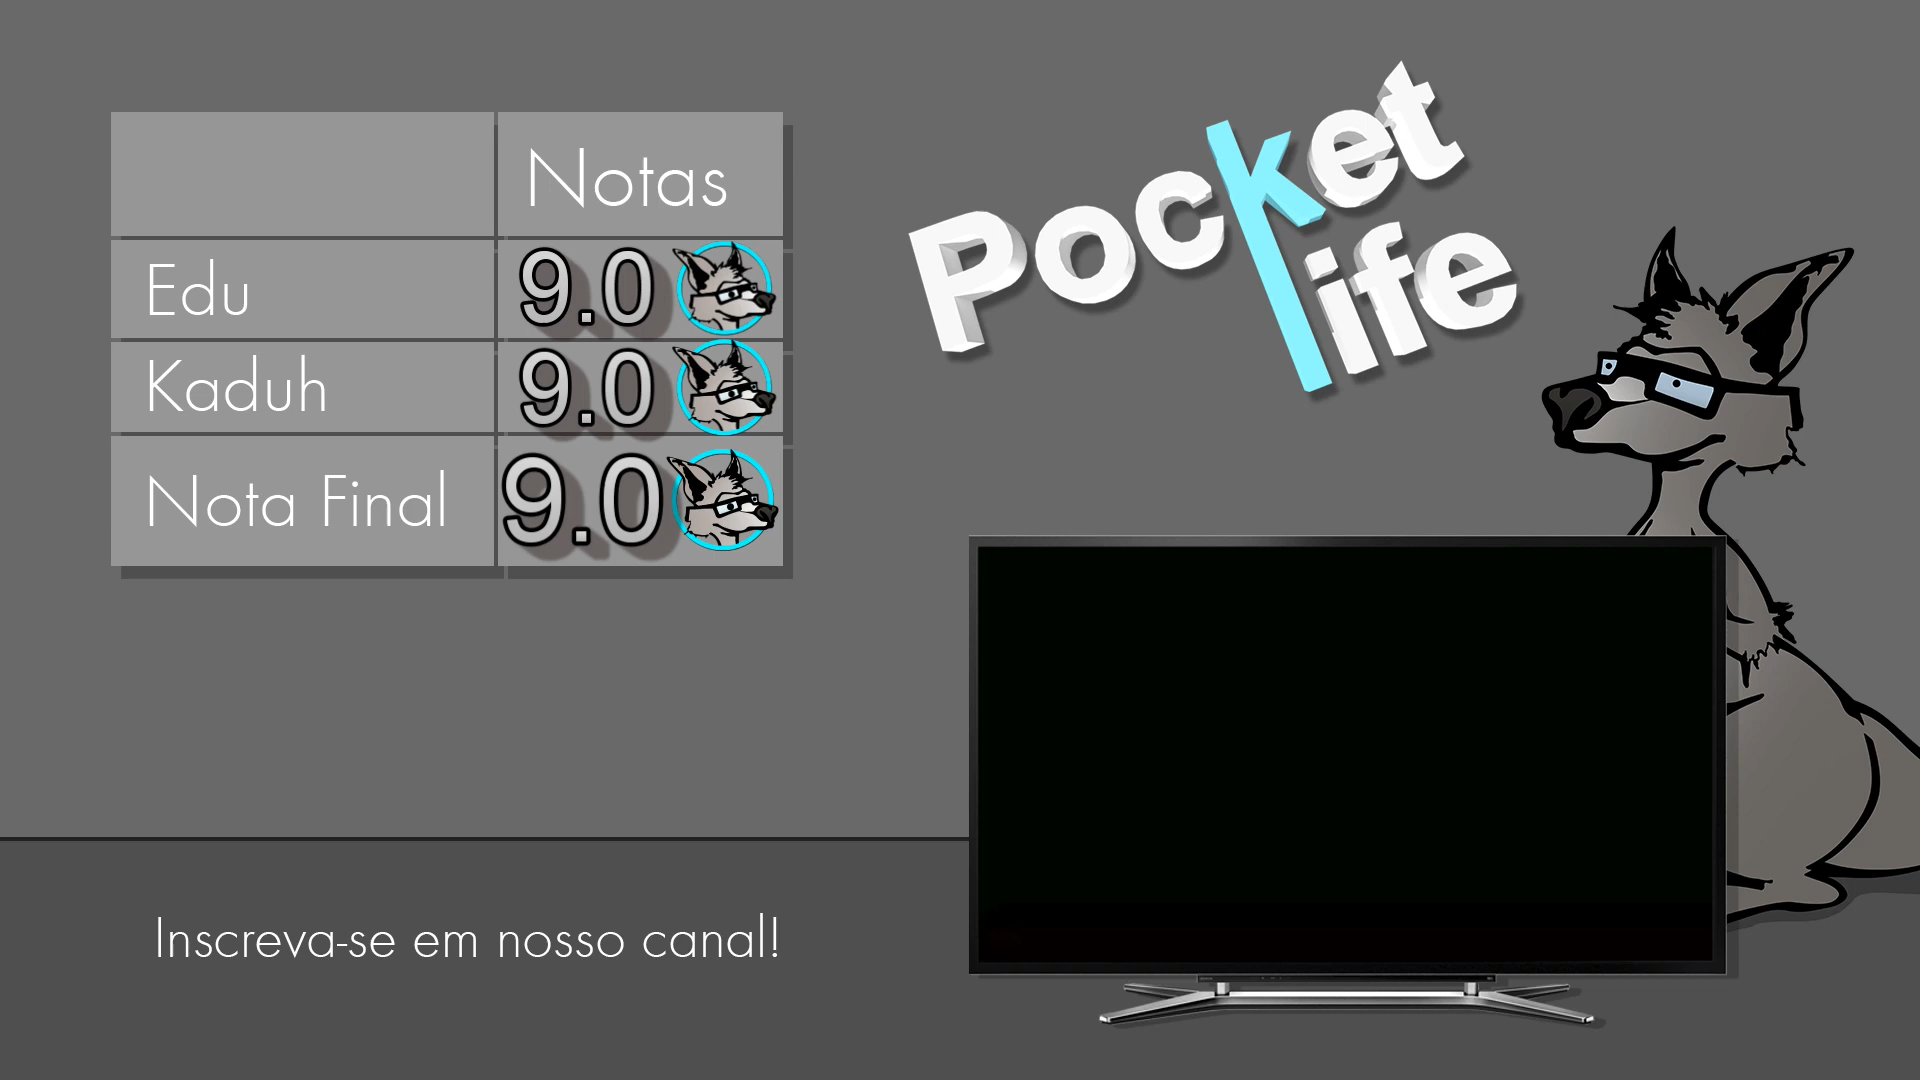 Notas
Edu 9.0
Kaduh 9.0
Nota Final 9.0
Pocket
life
Inscreva-se em nosso canal!